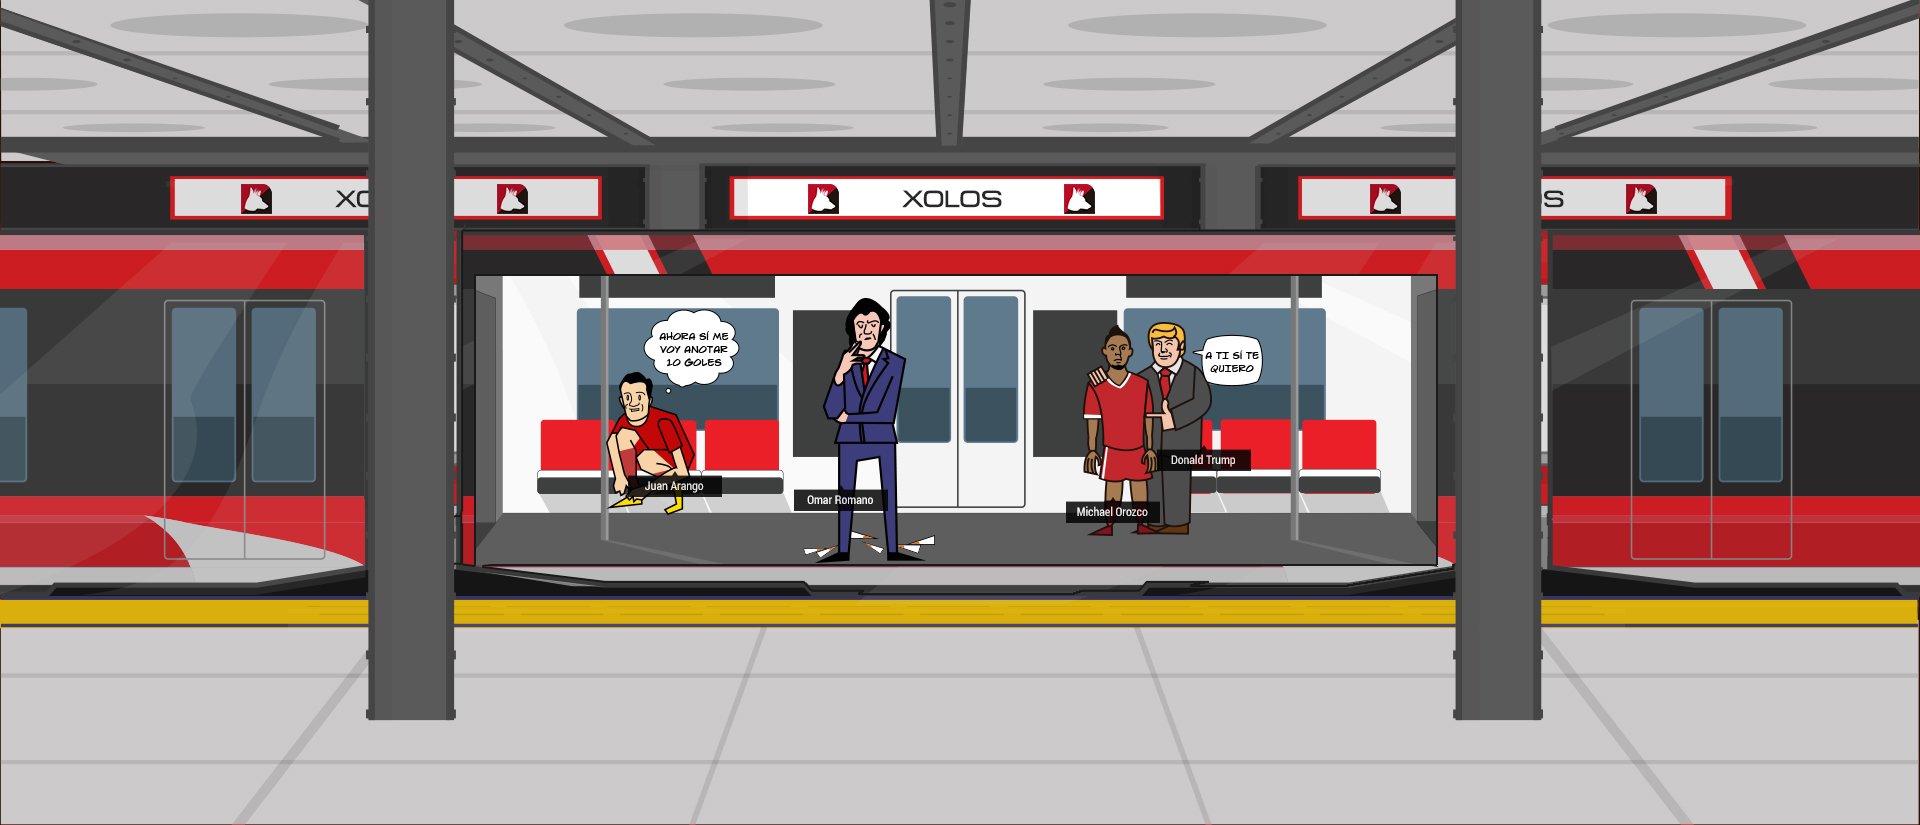 XO
XOLOS
OS
AHORA SÍ ME
VOY ANOTAR
10 GOLES
A TI SÍ TE
QUIERO
Juan Arango
Omar Romano
Donald Trump
Michael Orozco